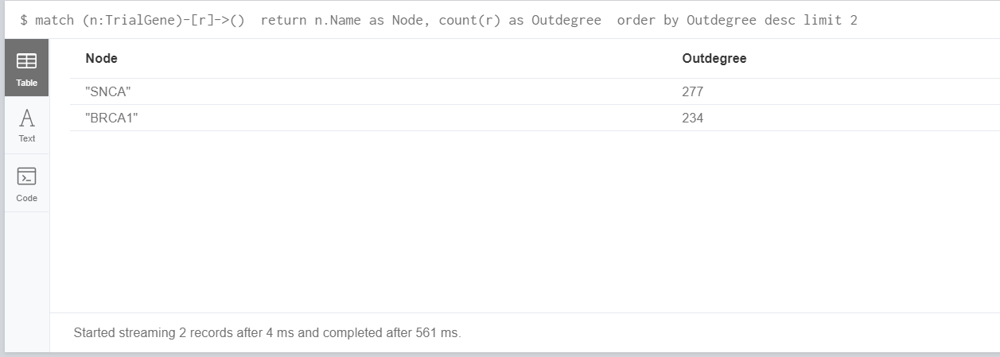 $ match (n:TrialGene)-[r]->() return n.Name as Node, count(r) as Outdegree order by Outdegree desc limit 2
Table
Text
Code
Node Outdegree
"SNCA" 277
"BRCA1" 234
Started streaming 2 records after 4 ms and completed after 561 ms.